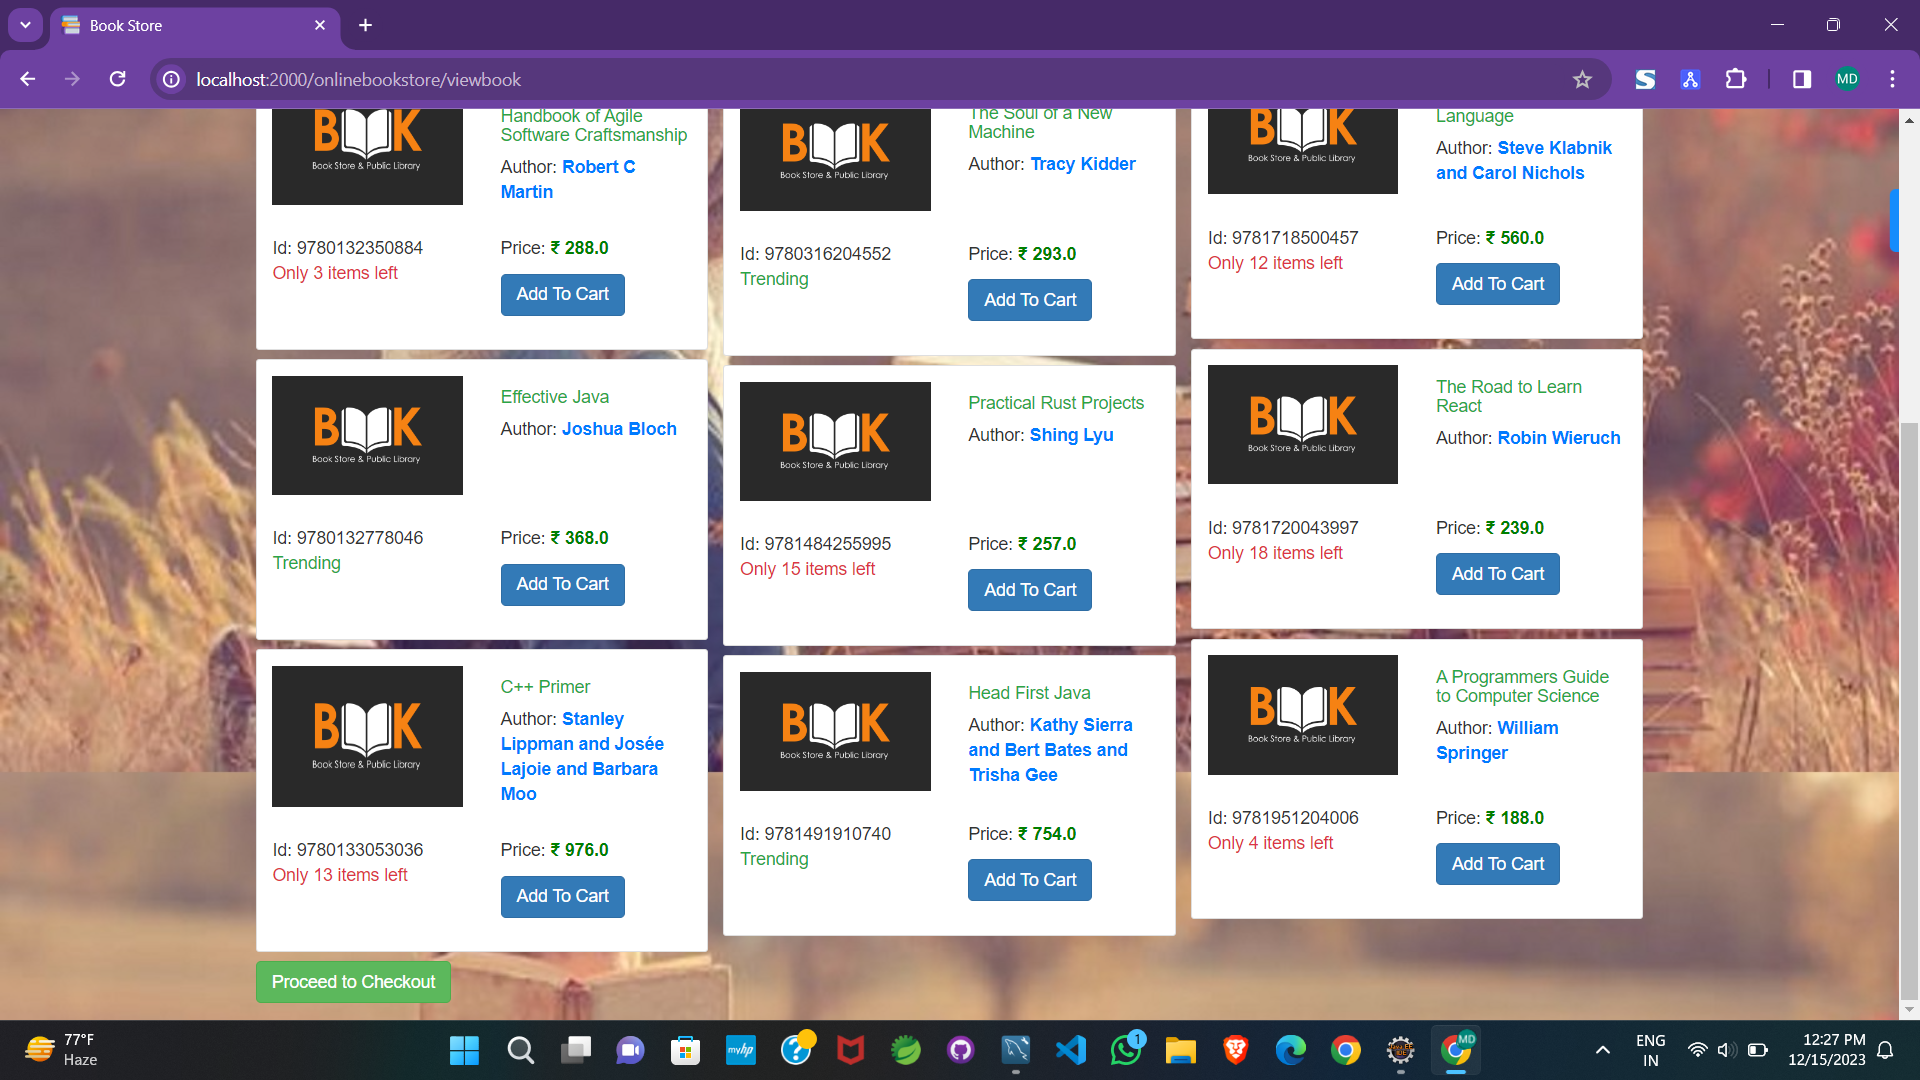 Book Store
localhost:2000/onlinebookstore/viewbook
MD
Handbook of Agile
Software Craftsmanship
Author: Robert C
Martin
BOOK
Book Store & Public Library
Id: 9780132350884
Only 3 items left
Price: ₹ 288.0
Add To Cart
The Soul of a New
Machine
Author: Tracy Kidder
BOOK
Book Store & Public Library
Id: 9780316204552
Trending
Price: ₹ 293.0
Add To Cart
Language
Author: Steve Klabnik
and Carol Nichols
BOOK
Book Store & Public Library
Id: 9781718500457
Only 12 items left
Price: ₹ 560.0
Add To Cart
BOOK
Book Store & Public Library
Effective Java
Author: Joshua Bloch
Id: 9780132778046
Trending
Price: ₹ 368.0
Add To Cart
BOOK
Book Store & Public Library
Practical Rust Projects
Author: Shing Lyu
Id: 9781484255995
Only 15 items left
Price: ₹ 257.0
Add To Cart
BOOK
Book Store & Public Library
The Road to Learn
React
Author: Robin Wieruch
Id: 9781720043997
Only 18 items left
Price: ₹ 239.0
Add To Cart
BOOK
Book Store & Public Library
C++ Primer
Author: Stanley
Lippman and Josée
Lajoie and Barbara
Moo
Id: 9780133053036
Only 13 items left
Price: ₹ 976.0
Add To Cart
BOOK
Book Store & Public Library
Head First Java
Author: Kathy Sierra
and Bert Bates and
Trisha Gee
Id: 9781491910740
Trending
Price: ₹ 754.0
Add To Cart
BOOK
Book Store & Public Library
A Programmers Guide
to Computer Science
Author: William
Springer
Id: 9781951204006
Only 4 items left
Price: ₹ 188.0
Add To Cart
Proceed to Checkout
77°F
Haze
myhp
1
MD
ENG
IN
12:27 PM
12/15/2023